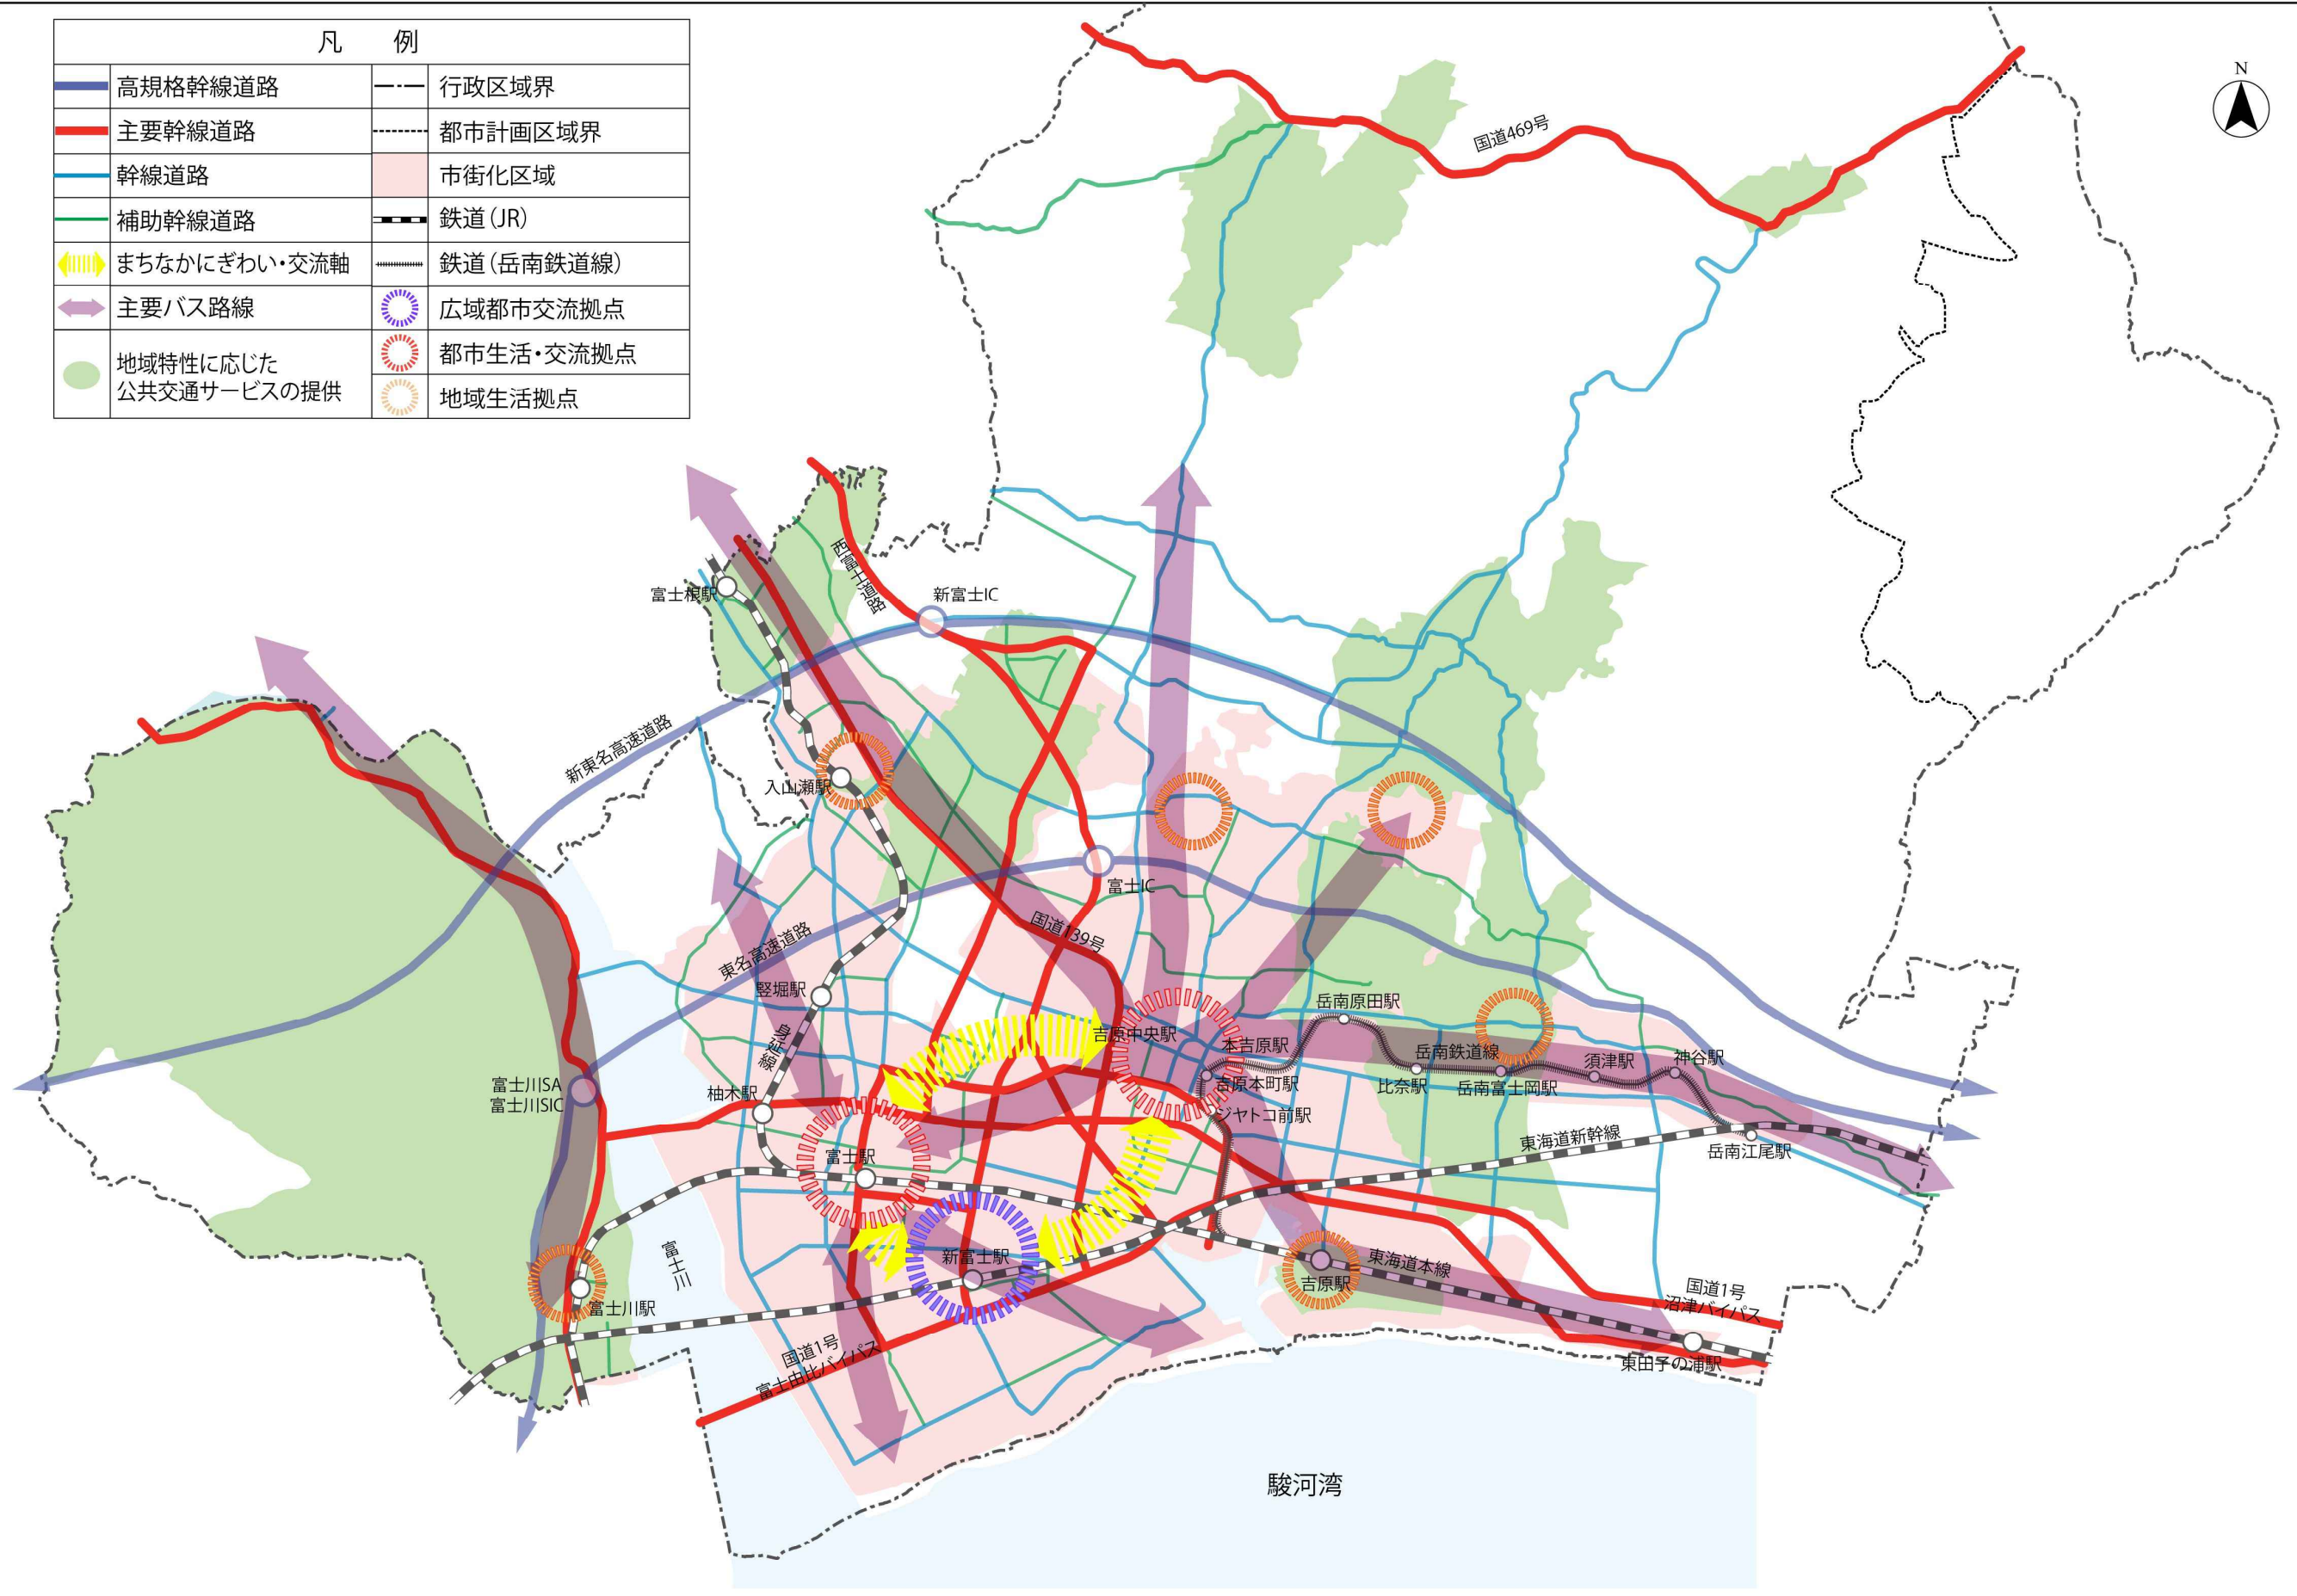 凡 例
高規格幹線道路
行政区域界
主要幹線道路
都市計画区域界
幹線道路
市街化区域
補助幹線道路
鉄道(JR)
まちなかにぎわい・交流軸
鉄道(岳南鉄道線)
主要バス路線
広域都市交流拠点
地域特性に応じた
公共交通サービスの提供
都市生活・交流拠点
地域生活拠点
N
国道469号
西富士道路
新富士IC
富士根駅
新東名高速道路
入山瀬駅
富士IC
国道139号
東名高速道路
竪堀駅
身延線
岳南原田駅
吉原中央駅
本吉原駅
岳南鉄道線
須津駅
神谷駅
富士川SA
富士川SIC
柚木駅
吉原本町駅
比奈駅
岳南富士岡駅
ジヤトコ前駅
東海道新幹線
岳南江尾駅
富士駅
富士川
新富士駅
東海道本線
吉原駅
国道1号
沼津バイパス
富士川駅
国道1号
富士由比バイパス
東田子の浦駅
駿河湾